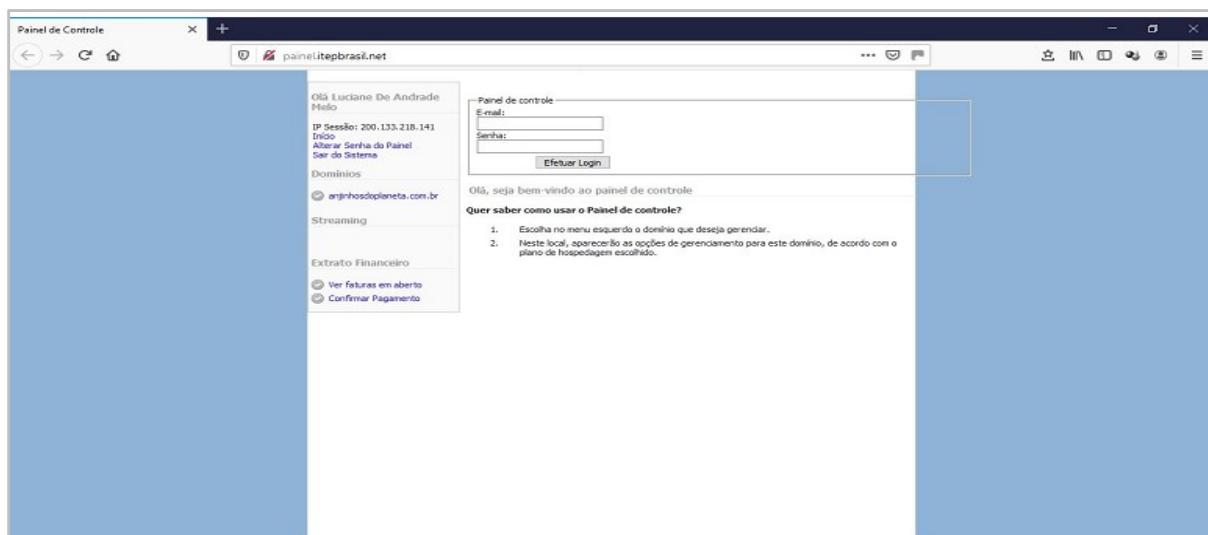 Painel de Controle
painel.itepbrasil.net
Olá Luciane De Andrade
Melo
IP Sessão: 200.133.218.141
Início
Alterar Senha do Painel
Sair do Sistema
Domínios
anjinhosdoplaneta.com.br
Streaming
Extrato Financeiro
Ver faturas em aberto
Confirmar Pagamento
Painel de controle
E-mail:
Senha:
Efetuar Login
Olá, seja bem-vindo ao painel de controle
Quer saber como usar o Painel de controle?
1. Escolha no menu esquerdo o domínio que deseja gerenciar.
2. Neste local, aparecerão as opções de gerenciamento para este domínio, de acordo com o
plano de hospedagem escolhido.